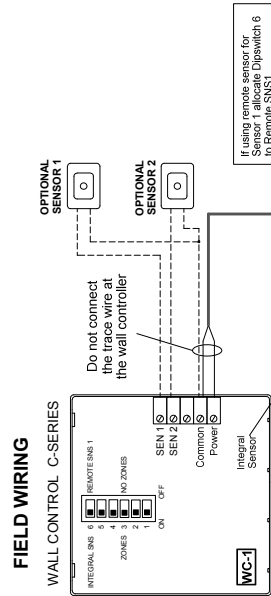 FIELD WIRING
WALL CONTROL C-SERIES
INTEGRAL SNS 6 REMOTE SNS 1
5
4
ZONES 3 NO ZONES
2
1
ON OFF
SEN 1
SEN 2
Common
Power
Integral
Sensor
WC-1
Do not connect
the trace wire at
the wall controller
OPTIONAL
SENSOR 1
OPTIONAL
SENSOR 2
If using remote sensor for
Sensor 1 allocate Dipswitch 6
to Remote SNS1